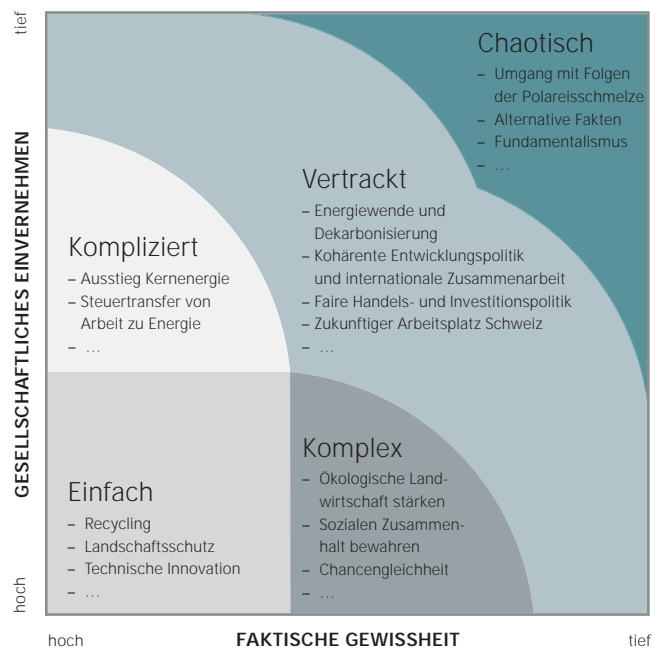 tief
GESELLSCHAFTLICHES EINVERNEHMEN
hoch
Chaotisch
– Umgang mit Folgen
der Polareisschmelze
– Alternative Fakten
– Fundamentalismus
– …
Vertrackt
– Energiewende und
Dekarbonisierung
– Kohärente Entwicklungspolitik
und internationale Zusammenarbeit
– Faire Handels- und Investitionspolitik
– Zukunftiger Arbeitsplatz Schweiz
– …
Kompliziert
– Ausstieg Kernenergie
– Steuertransfer von
Arbeit zu Energie
– …
Einfach
– Recycling
– Landschaftsschutz
– Technische Innovation
– …
Komplex
– Ökologische Land-
wirtschaft stärken
– Sozialen Zusammen-
halt bewahren
– Chancengleichheit
– …
hoch
FAKTISCHE GEWISSHEIT
tief